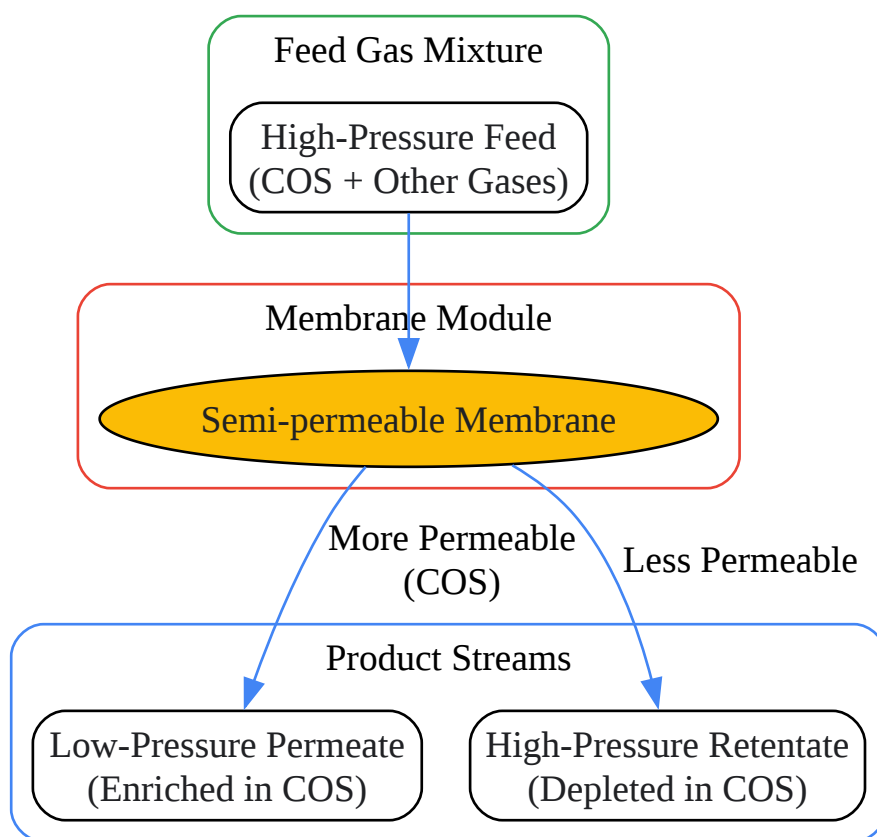 Feed Gas Mixture
High-Pressure Feed
(COS + Other Gases)
Membrane Module
Semi-permeable Membrane
More Permeable
(COS)
Less Permeable
Product Streams
Low-Pressure Permeate
(Enriched in COS)
High-Pressure Retentate
(Depleted in COS)